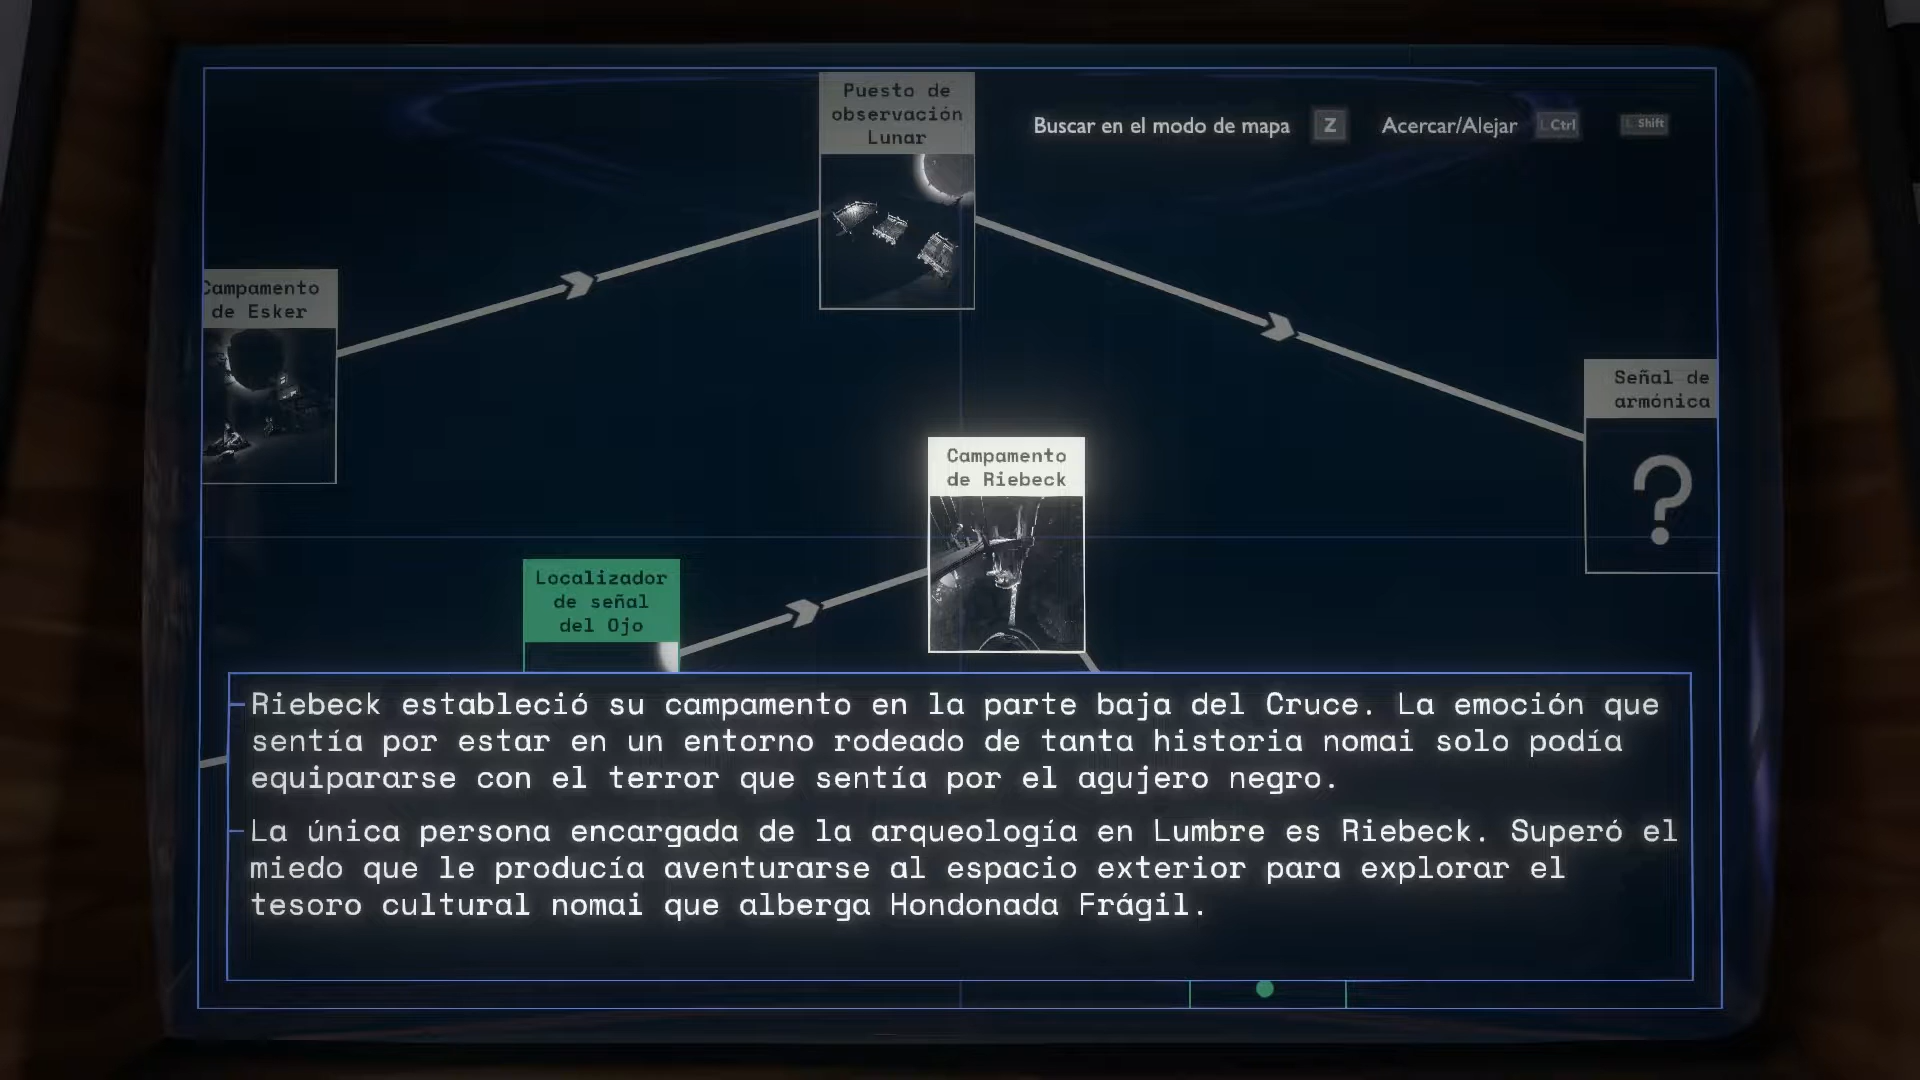 Puesto de
observación
Lunar
Buscar en el modo de mapa Z Acercar/Alejar L Ctrl L Shift
Campamento
de Esker
Señal de
armónica
?
Campamento
de Riebeck
Localizador
de señal
del Ojo
Riebeck estableció su campamento en la parte baja del Cruce. La emoción que
sentía por estar en un entorno rodeado de tanta historia nomai solo podía
equipararse con el terror que sentía por el agujero negro.
La única persona encargada de la arqueología en Lumbre es Riebeck. Superó el
miedo que le producía aventurarse al espacio exterior para explorar el
tesoro cultural nomai que alberga Hondonada Frágil.